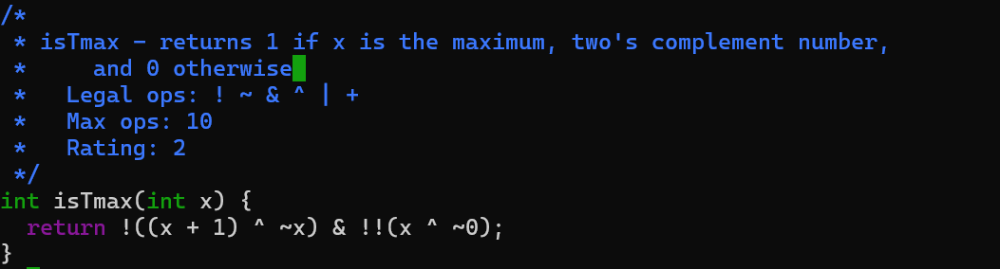 /*
 * isTmax - returns 1 if x is the maximum, two's complement number,
 *     and 0 otherwise
 *   Legal ops: ! ~ & ^ | +
 *   Max ops: 10
 *   Rating: 2
 */
int isTmax(int x) {
  return !((x + 1) ^ ~x) & !!(x ^ ~0);
}